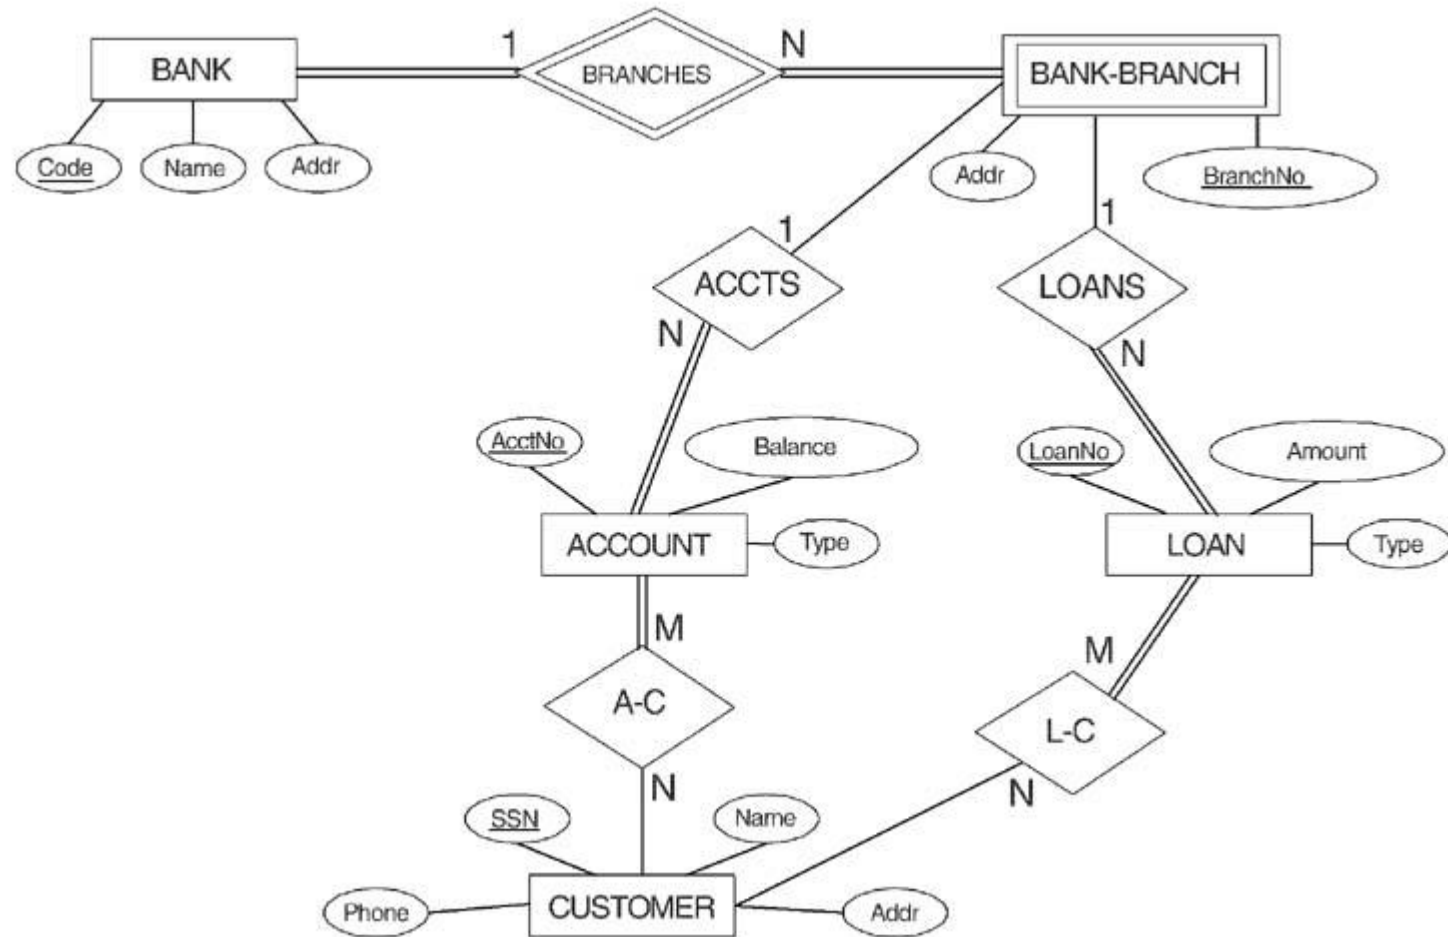 1
N
BANK
BRANCHES
BANK-BRANCH
Code
Name
Addr
Addr
BranchNo
1
1
ACCTS
LOANS
N
N
AcctNo
Balance
LoanNo
Amount
ACCOUNT
Type
LOAN
Type
M
M
A-C
L-C
N
N
SSN
Name
Phone
CUSTOMER
Addr